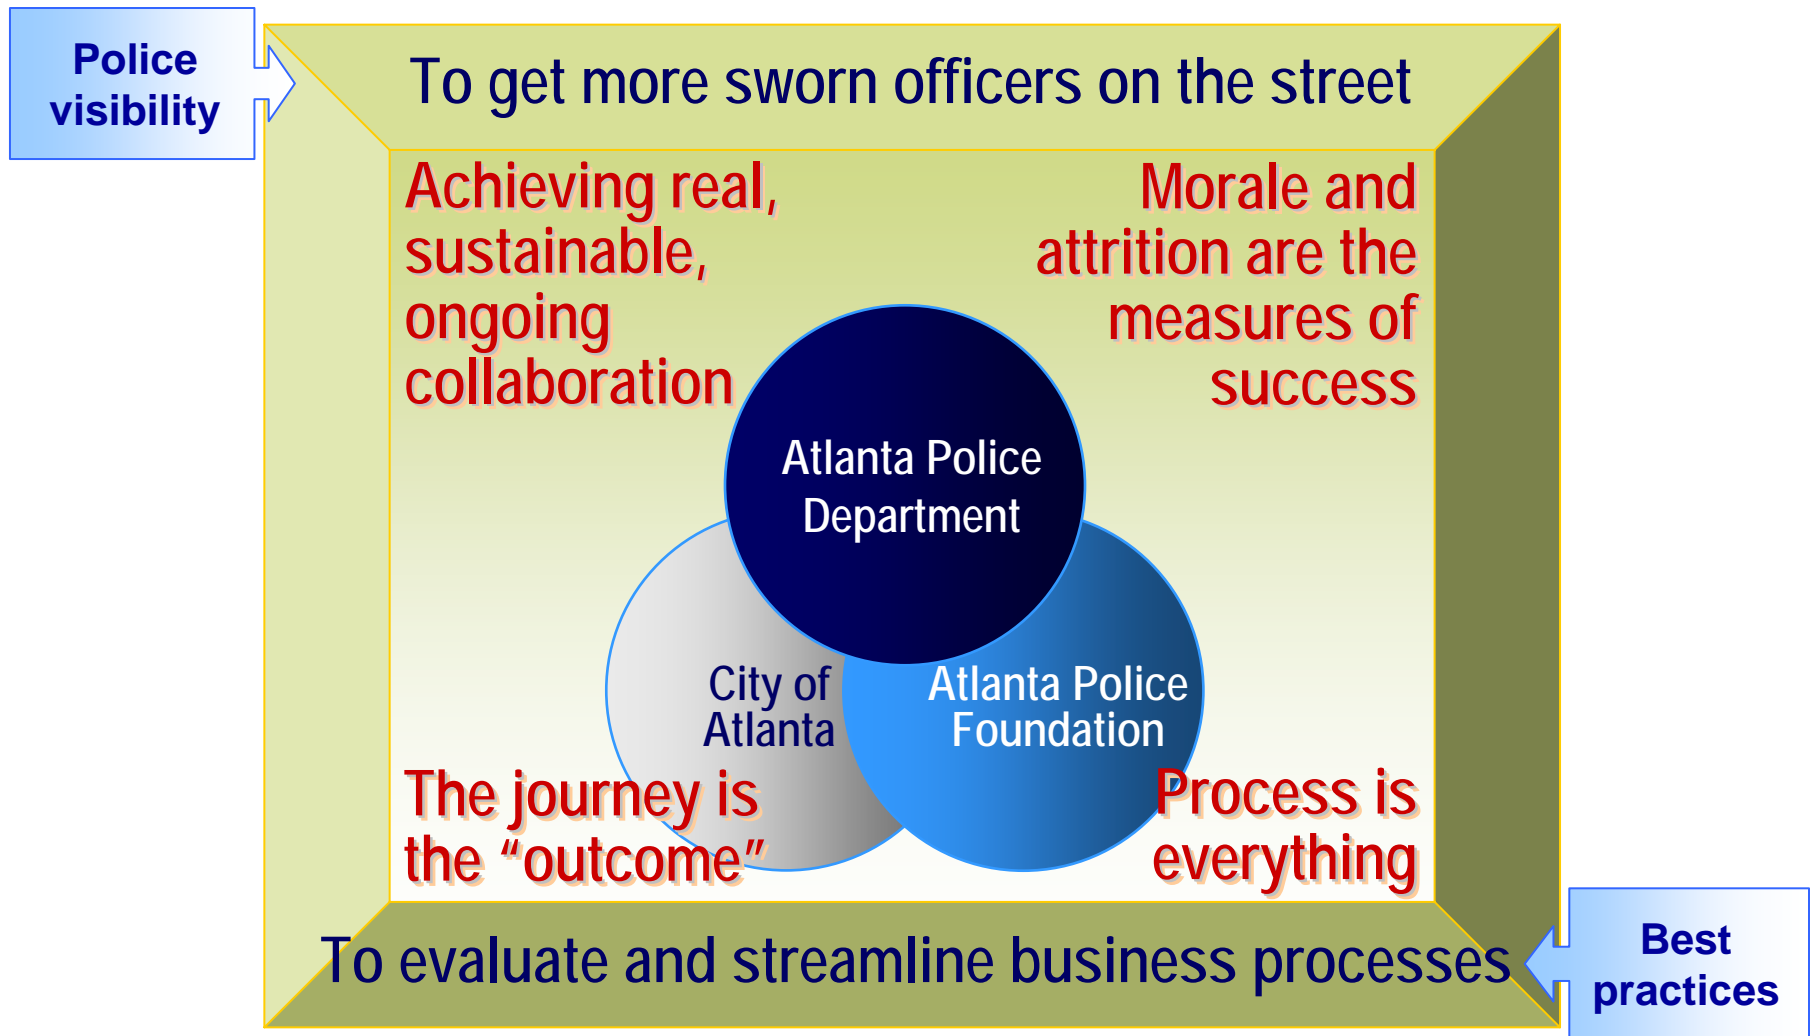 Police
visibility
To get more sworn officers on the street
Achieving real,
sustainable,
ongoing
collaboration
Morale and
attrition are the
measures of
success
Atlanta Police
Department
City of
Atlanta
Atlanta Police
Foundation
The journey is
the “outcome”
Process is
everything
To evaluate and streamline business processes
Best
practices